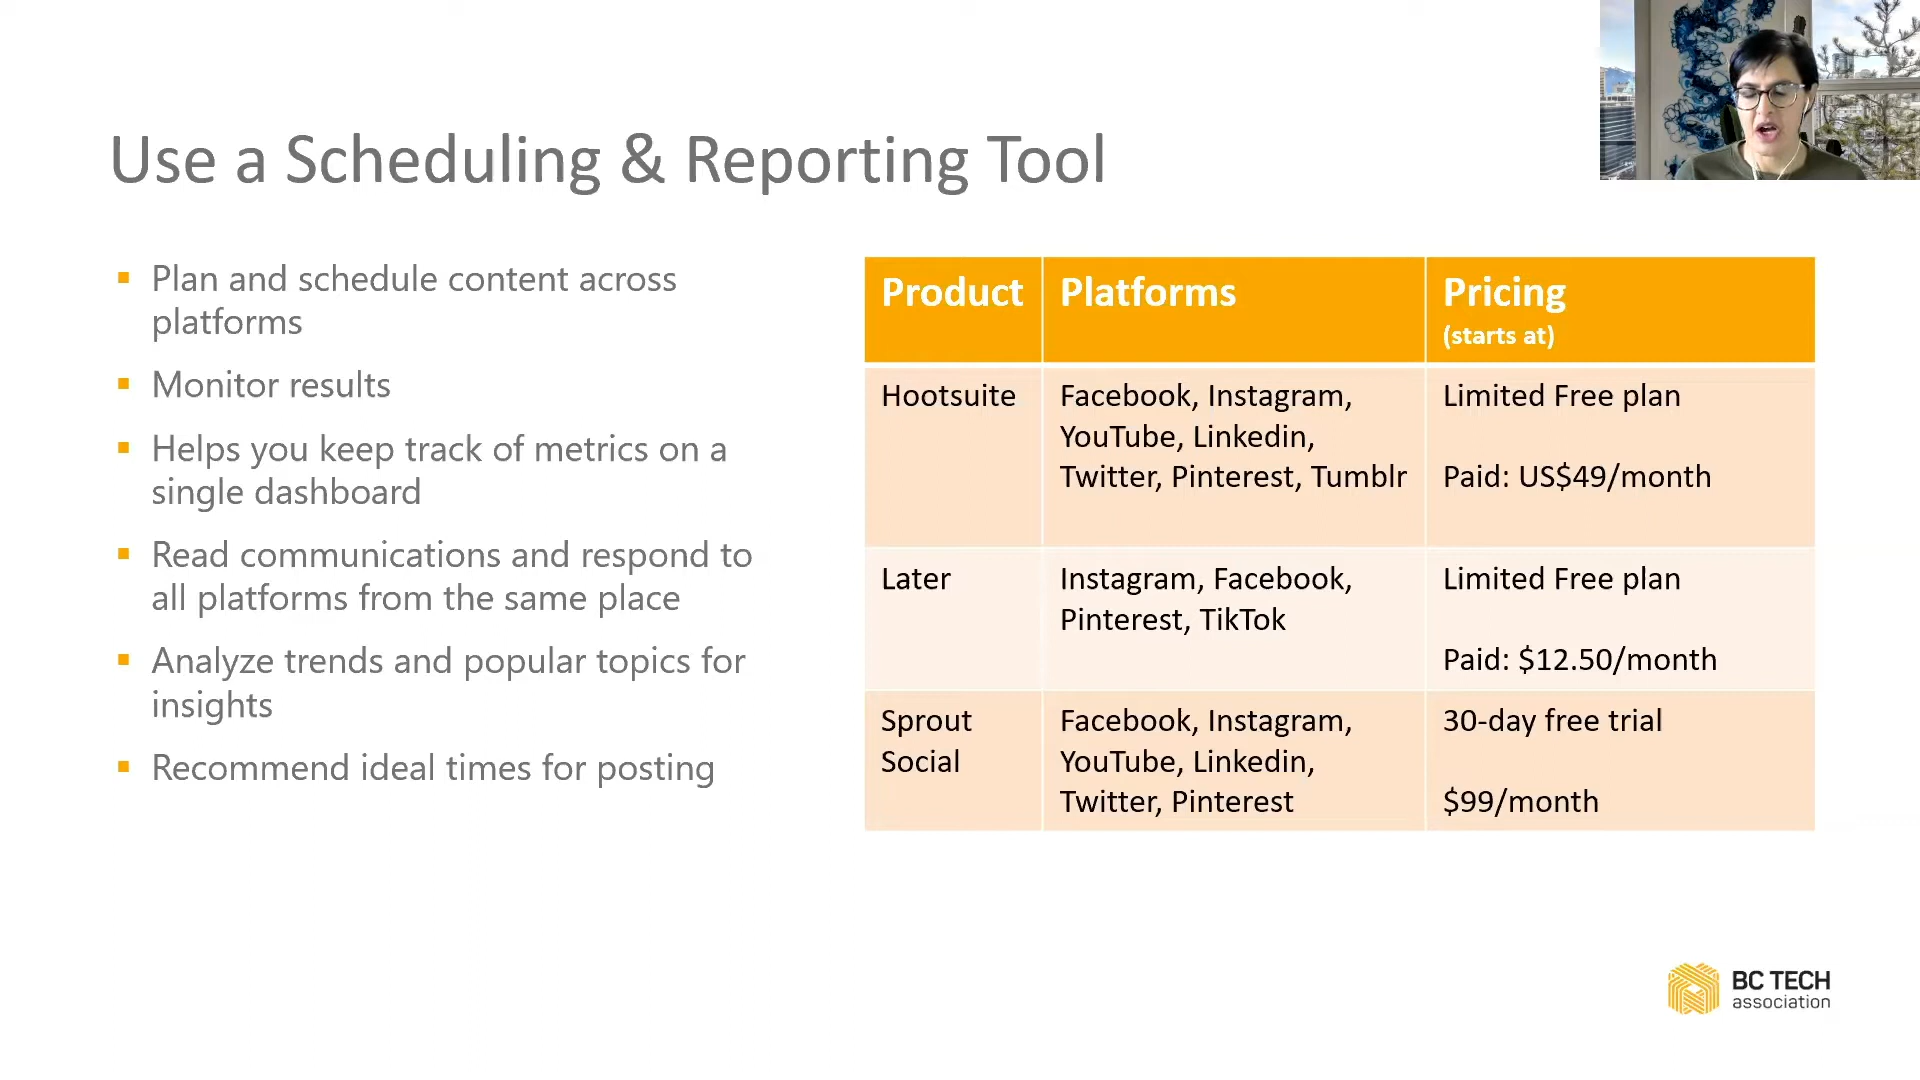 Use a Scheduling & Reporting Tool
Plan and schedule content across
platforms
Monitor results
Helps you keep track of metrics on a
single dashboard
Read communications and respond to
all platforms from the same place
Analyze trends and popular topics for
insights
Recommend ideal times for posting
Product Platforms Pricing
(starts at)
Hootsuite Facebook, Instagram, Limited Free plan
YouTube, Linkedin,
Twitter, Pinterest, Tumblr Paid: US$49/month
Later Instagram, Facebook, Limited Free plan
Pinterest, TikTok
Paid: $12.50/month
Sprout Facebook, Instagram, 30-day free trial
Social YouTube, Linkedin,
Twitter, Pinterest $99/month
BC TECH
association